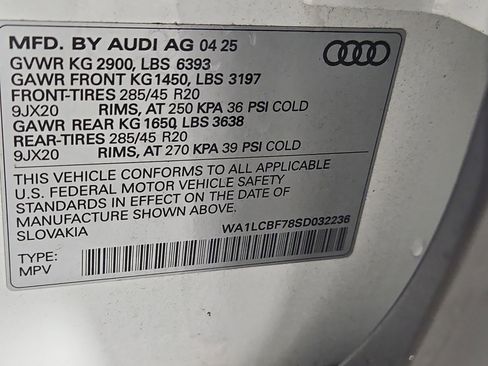 MFD. BY AUDI AG 04 25
GVWR KG 2900, LBS 6393
GAWR FRONT KG1450, LBS 3197
FRONT-TIRES 285/45 R20
9JX20 RIMS, AT 250 KPA 36 PSI COLD
GAWR REAR KG 1650, LBS 3638
REAR-TIRES 285/45 R20
9JX20 RIMS, AT 270 KPA 39 PSI COLD
THIS VEHICLE CONFORMS TO ALL APPLICABLE
U.S. FEDERAL MOTOR VEHICLE SAFETY
STANDARDS IN EFFECT ON THE DATE OF
MANUFACTURE SHOWN ABOVE.
SLOVAKIA WA1LCBF78SD032236
TYPE:
MPV